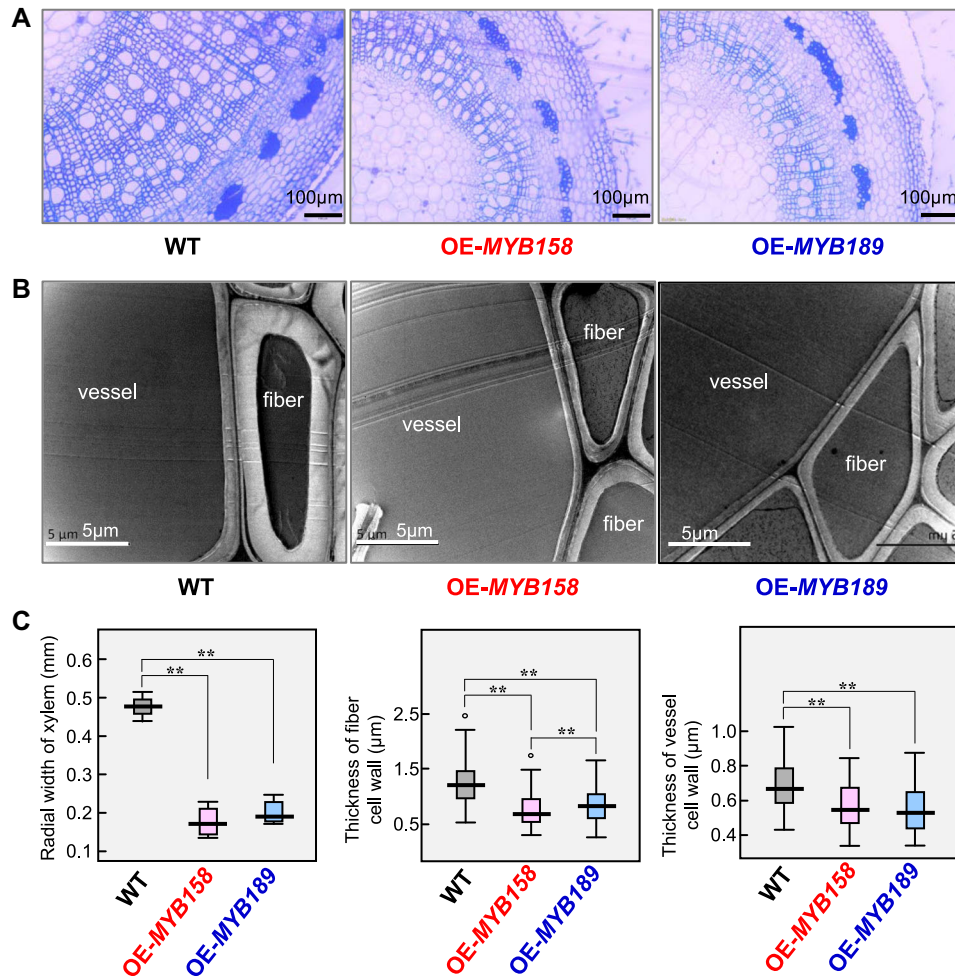 A
100μm
100μm
100μm
WT
OE-MYB158
OE-MYB189
B
vessel
fiber
5 μm
5μm
fiber
vessel
fiber
5 μm
5μm
fiber
5μm
5 μm
WT
OE-MYB158
OE-MYB189
C
Radial width of xylem (mm)
0.6
0.5
0.4
0.3
0.2
0.1
**
**
WT
OE-MYB158
OE-MYB189
Thickness of fiber
cell wall (μm)
2.5
1.5
0.5
**
**
**
WT
OE-MYB158
OE-MYB189
Thickness of vessel
cell wall (μm)
1.0
0.8
0.6
0.4
**
**
WT
OE-MYB158
OE-MYB189